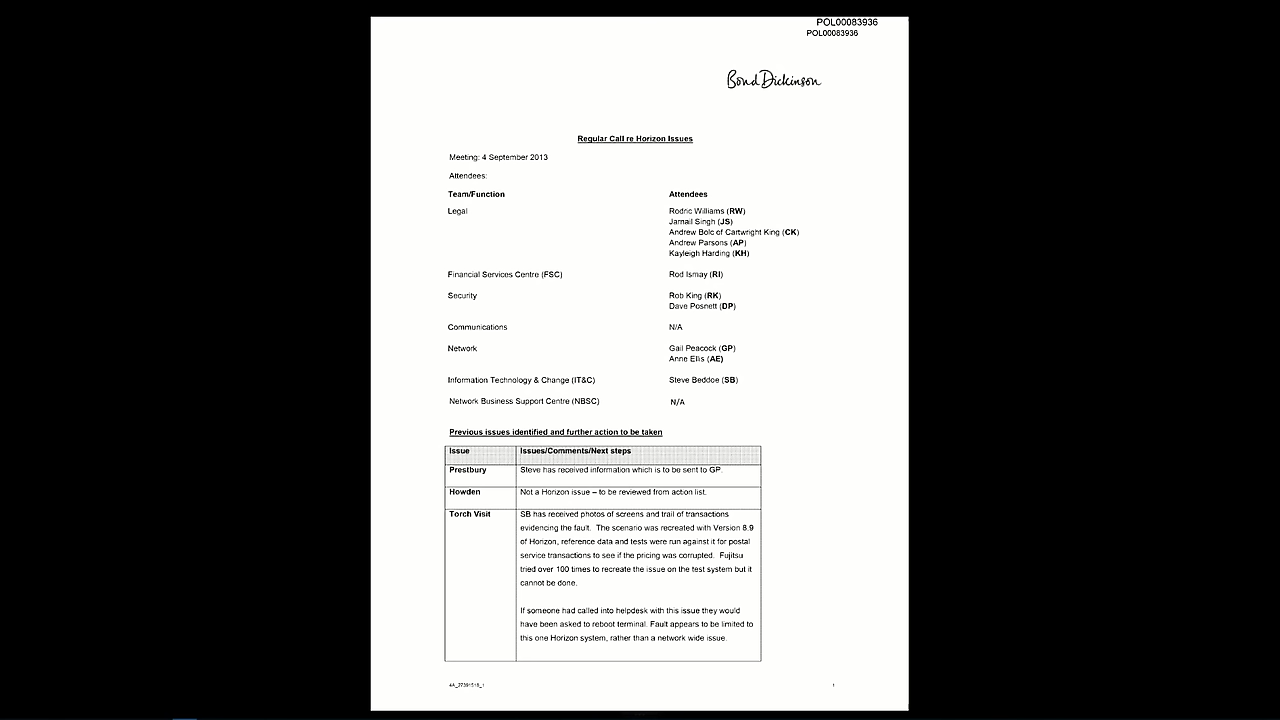 POL00083936
POL00083936
Bond Dickinson
Regular Call re Horizon Issues
Meeting: 4 September 2013
Attendees:
Team/Function Attendees
Legal Rodric Williams (RW)
Jarnail Singh (JS)
Andrew Bolc of Cartwright King (CK)
Andrew Parsons (AP)
Kayleigh Harding (KH)
Financial Services Centre (FSC) Rod Ismay (RI)
Security Rob King (RK)
Dave Posnett (DP)
Communications N/A
Network Gail Peacock (GP)
Anne Ellis (AE)
Information Technology & Change (IT&C) Steve Beddoe (SB)
Network Business Support Centre (NBSC) N/A
Previous issues identified and further action to be taken
Issue Issues/Comments/Next steps
Prestbury Steve has received information which is to be sent to GP.
Howden Not a Horizon issue – to be reviewed from action list.
Torch Visit SB has received photos of screens and trail of transactions
evidencing the fault. The scenario was recreated with Version 8.9
of Horizon, reference data and tests were run against it for postal
service transactions to see if the pricing was corrupted. Fujitsu
tried over 100 times to recreate the issue on the test system but it
cannot be done.
If someone had called into helpdesk with this issue they would
have been asked to reboot terminal. Fault appears to be limited to
this one Horizon system, rather than a network wide issue.
1